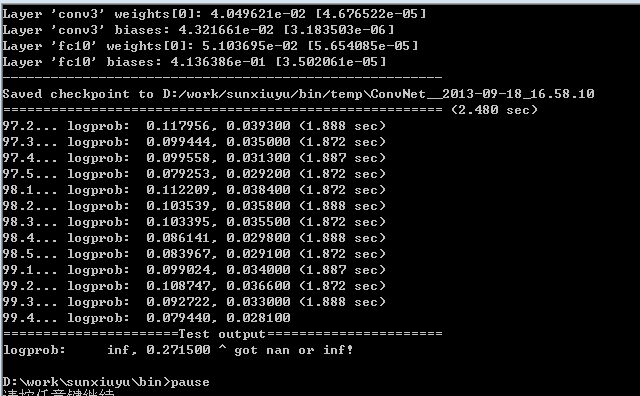 Layer 'conv3' weights[0]: 4.049621e-02 [4.676522e-05]
Layer 'conv3' biases: 4.321661e-02 [3.183503e-06]
Layer 'fc10' weights[0]: 5.103695e-02 [5.654085e-05]
Layer 'fc10' biases: 4.136386e-01 [3.502061e-05]
-------------------------------------------------------
Saved checkpoint to D:/work/sunxiuyu/bin/temp\ConvNet__2013-09-18_16.58.10
======================================================= (2.480 sec)
97.2... logprob:  0.117956, 0.039300 (1.888 sec)
97.3... logprob:  0.099444, 0.035000 (1.872 sec)
97.4... logprob:  0.099558, 0.031300 (1.887 sec)
97.5... logprob:  0.079253, 0.029200 (1.872 sec)
98.1... logprob:  0.112209, 0.038400 (1.872 sec)
98.2... logprob:  0.103539, 0.035800 (1.888 sec)
98.3... logprob:  0.103395, 0.035500 (1.872 sec)
98.4... logprob:  0.086141, 0.029800 (1.888 sec)
98.5... logprob:  0.083967, 0.029100 (1.872 sec)
99.1... logprob:  0.099024, 0.034000 (1.887 sec)
99.2... logprob:  0.108747, 0.036600 (1.872 sec)
99.3... logprob:  0.092722, 0.033000 (1.888 sec)
99.4... logprob:  0.079440, 0.028100
======================Test output======================
logprob:     inf, 0.271500 ^ got nan or inf!
D:\work\sunxiuyu\bin>pause
请按任意键继续